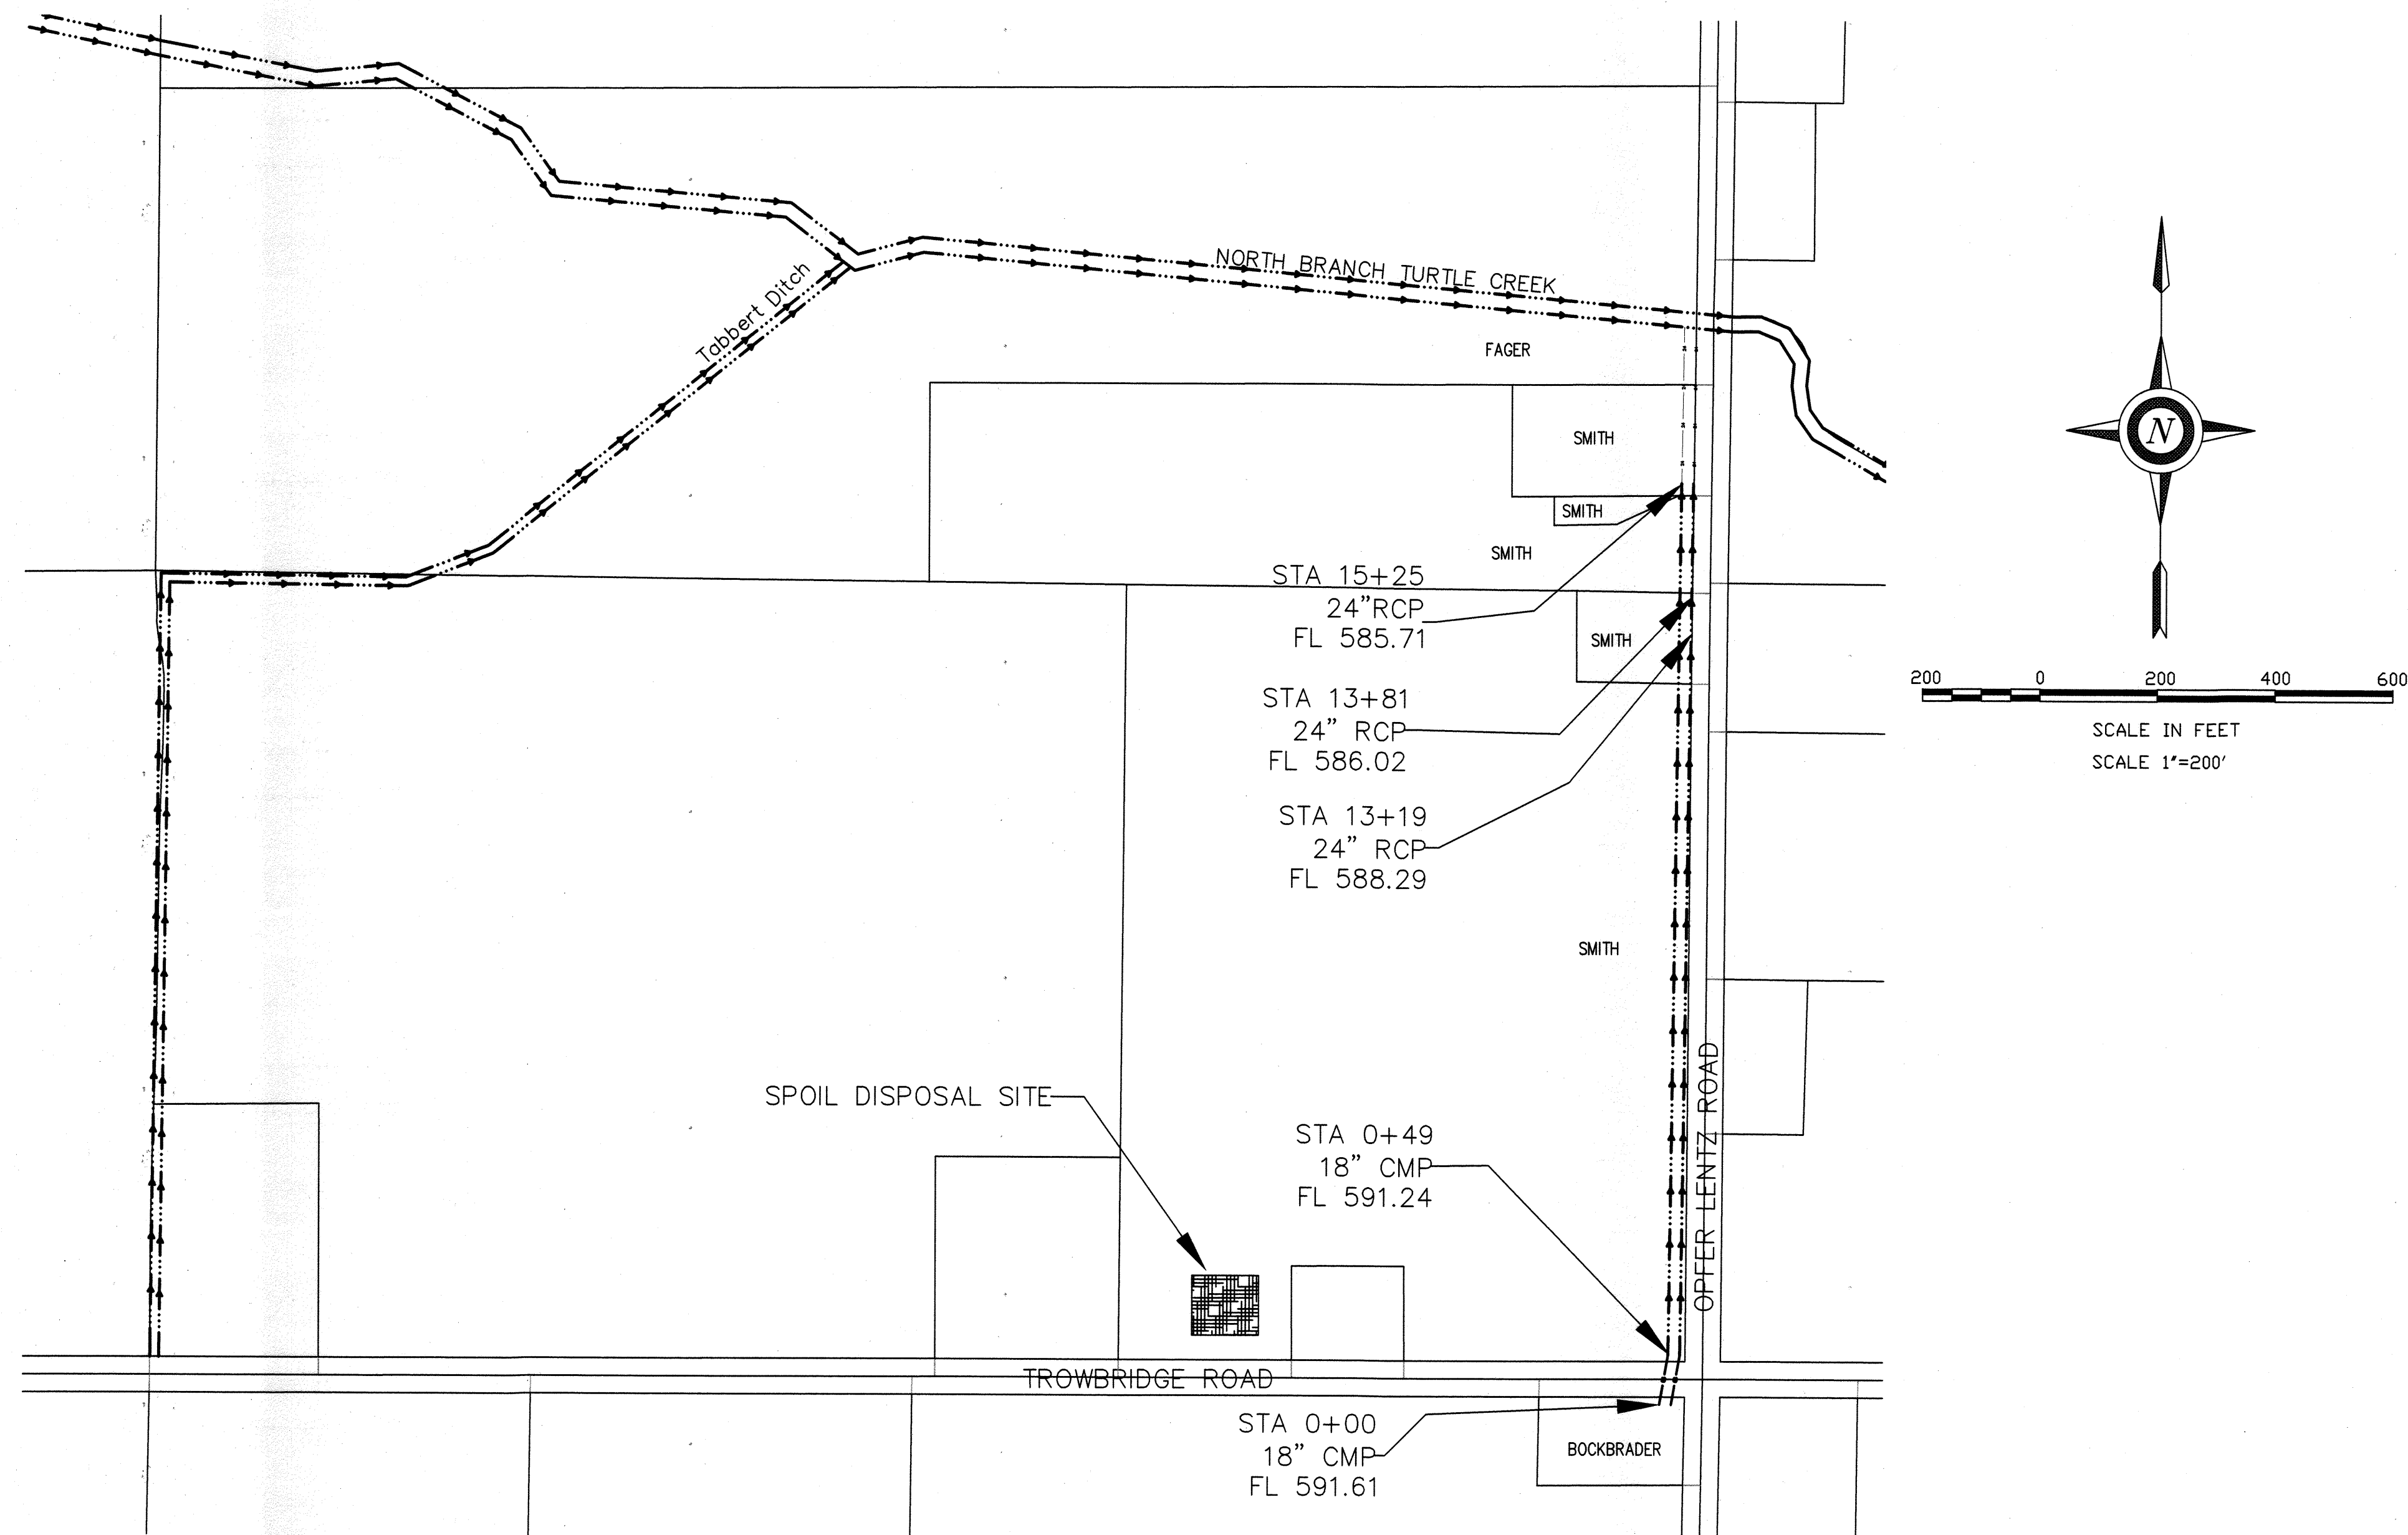 NORTH BRANCH TURTLE CREEK
Tabbert Ditch
FAGER
SMITH
SMITH
SMITH
STA 15+25
24"RCP
FL 585.71
SMITH
STA 13+81
24" RCP
FL 586.02
STA 13+19
24" RCP
FL 588.29
SMITH
N
200 0 200 400 600
SCALE IN FEET
SCALE 1"=200'
SPOIL DISPOSAL SITE
STA 0+49
18" CMP
FL 591.24
OPFER LENTZ ROAD
TROWBRIDGE ROAD
STA 0+00
18" CMP
FL 591.61
BOCKBRADER